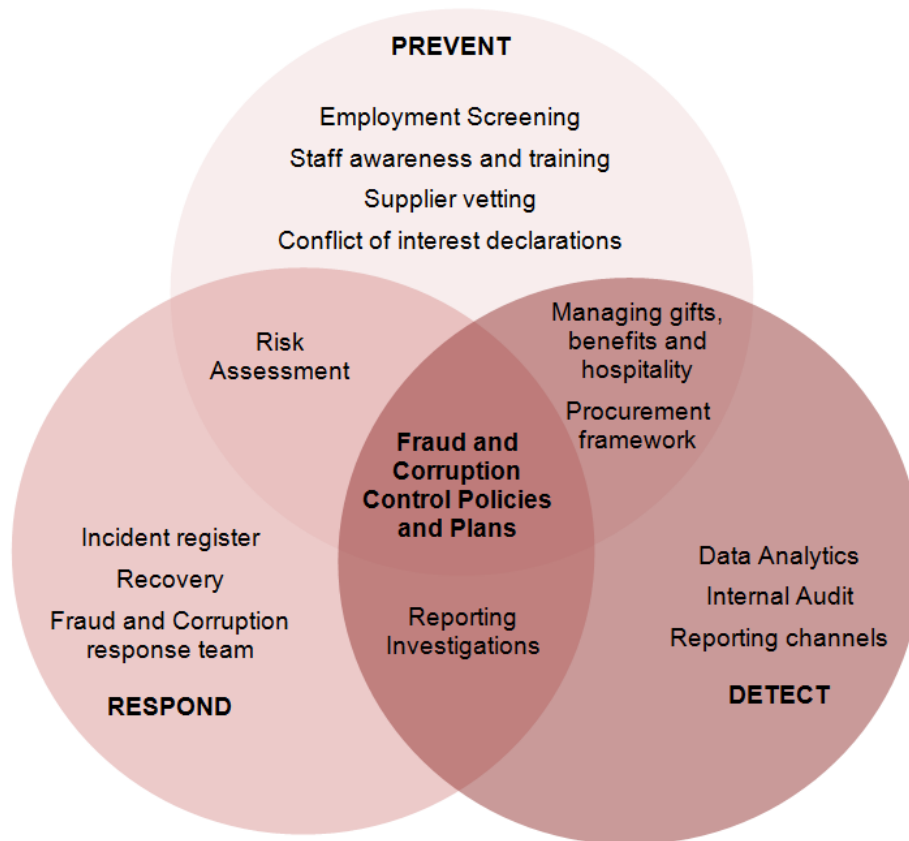 PREVENT
Employment Screening
Staff awareness and training
Supplier vetting
Conflict of interest declarations
Risk
Assessment
Managing gifts,
benefits and
hospitality
Procurement
framework
Fraud and
Corruption
Control Policies
and Plans
Incident register
Recovery
Fraud and Corruption
response team
RESPOND
Reporting
Investigations
Data Analytics
Internal Audit
Reporting channels
DETECT